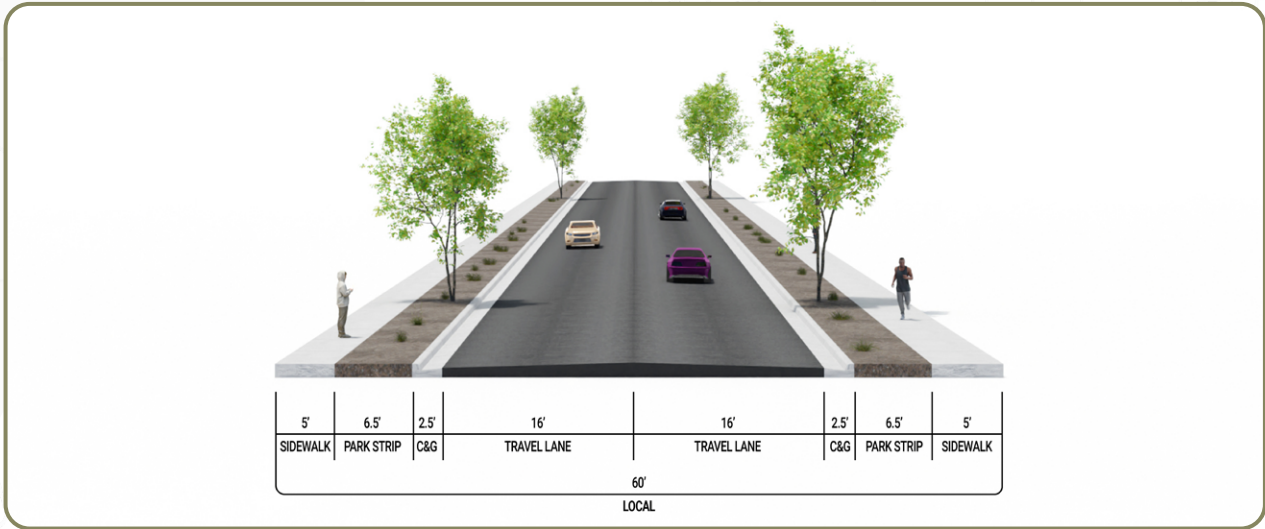 5' 6.5' 2.5' 16' 16' 2.5' 6.5' 5'
SIDEWALK PARK STRIP C&G TRAVEL LANE TRAVEL LANE C&G PARK STRIP SIDEWALK
60'
LOCAL